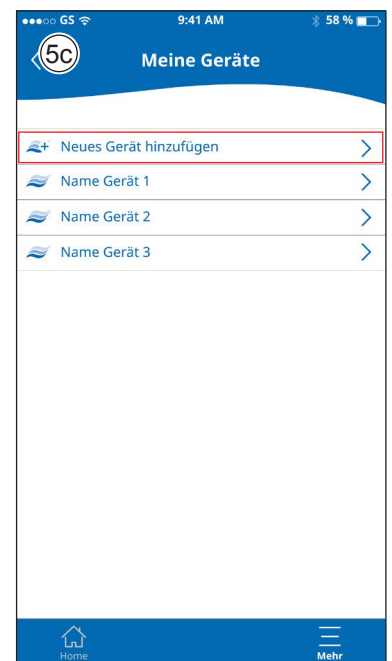 GS 9:41 AM 58 %
5c
Meine Geräte
Neues Gerät hinzufügen
Name Gerät 1
Name Gerät 2
Name Gerät 3
Home Mehr